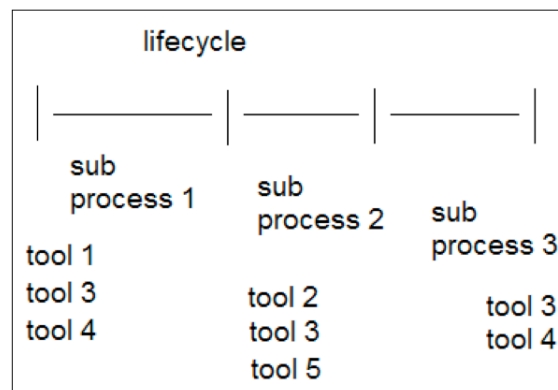 lifecycle
sub
process 1
sub
process 2
sub
process 3
tool 1
tool 3
tool 4
tool 2
tool 3
tool 5
tool 3
tool 4